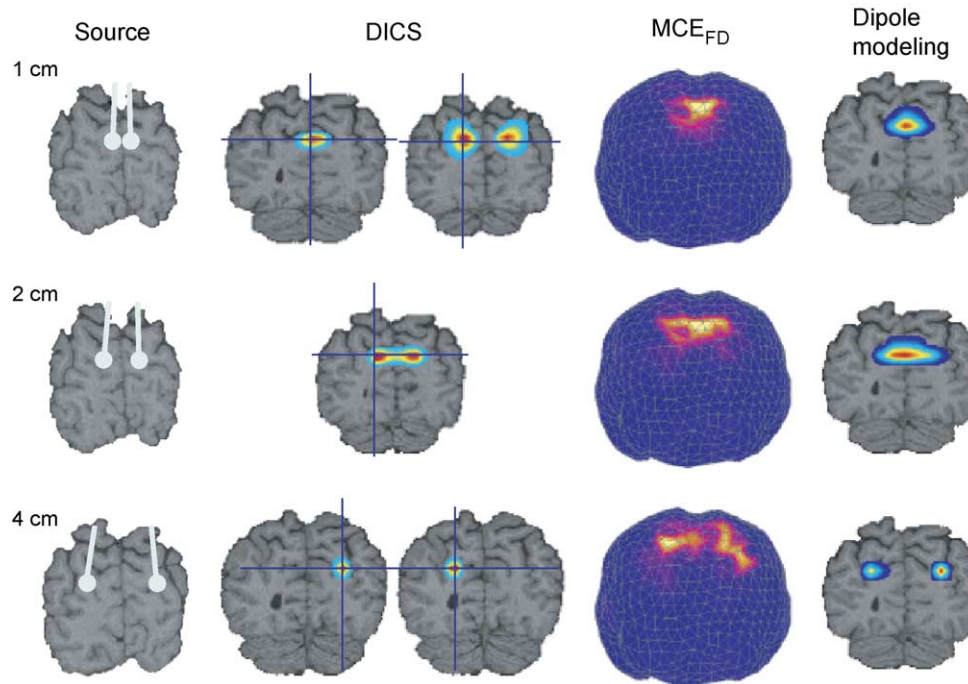 Source
DICS
MCEFD
Dipole
modeling
1 cm
2 cm
4 cm